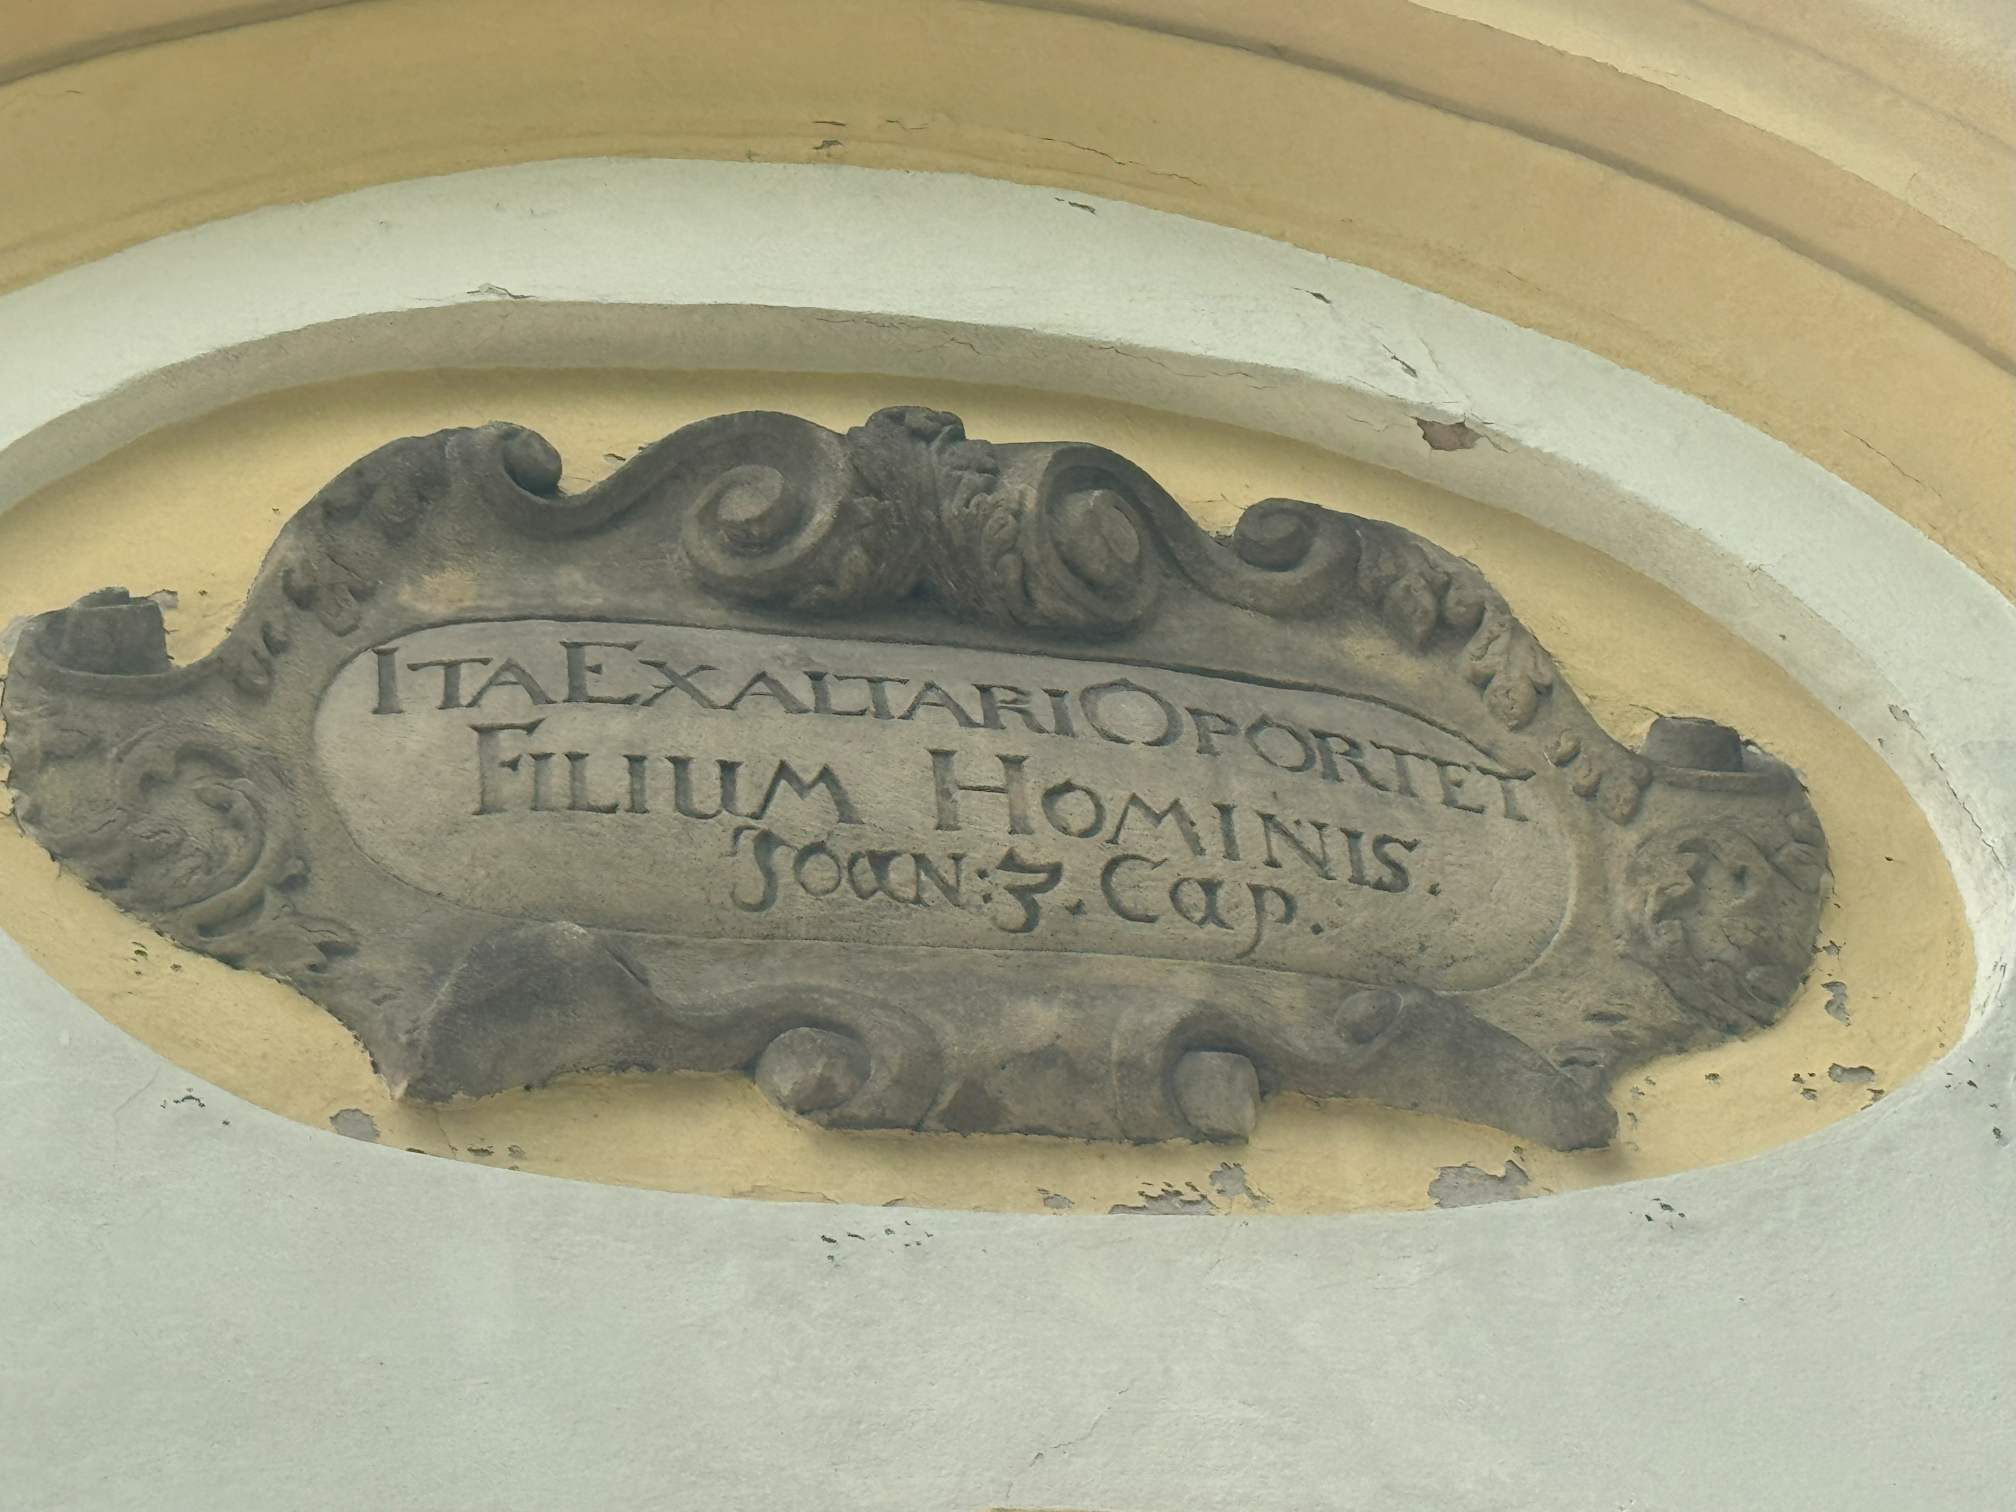 ITA EXALTARI OPORTET
FILIUM HOMINIS.
Joan: 3. Cap.